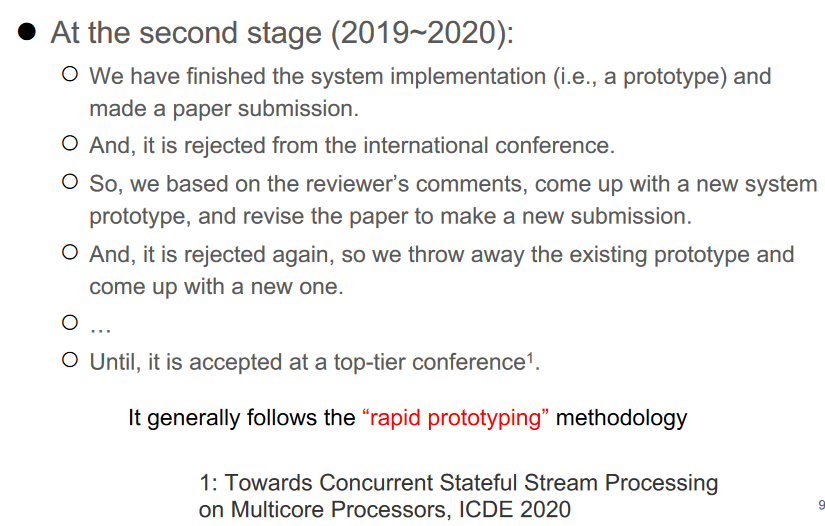 At the second stage (2019~2020):
We have finished the system implementation (i.e., a prototype) and
made a paper submission.
And, it is rejected from the international conference.
So, we based on the reviewer’s comments, come up with a new system
prototype, and revise the paper to make a new submission.
And, it is rejected again, so we throw away the existing prototype and
come up with a new one.
…
Until, it is accepted at a top-tier conference¹.
It generally follows the “rapid prototyping” methodology
1: Towards Concurrent Stateful Stream Processing
on Multicore Processors, ICDE 2020
9